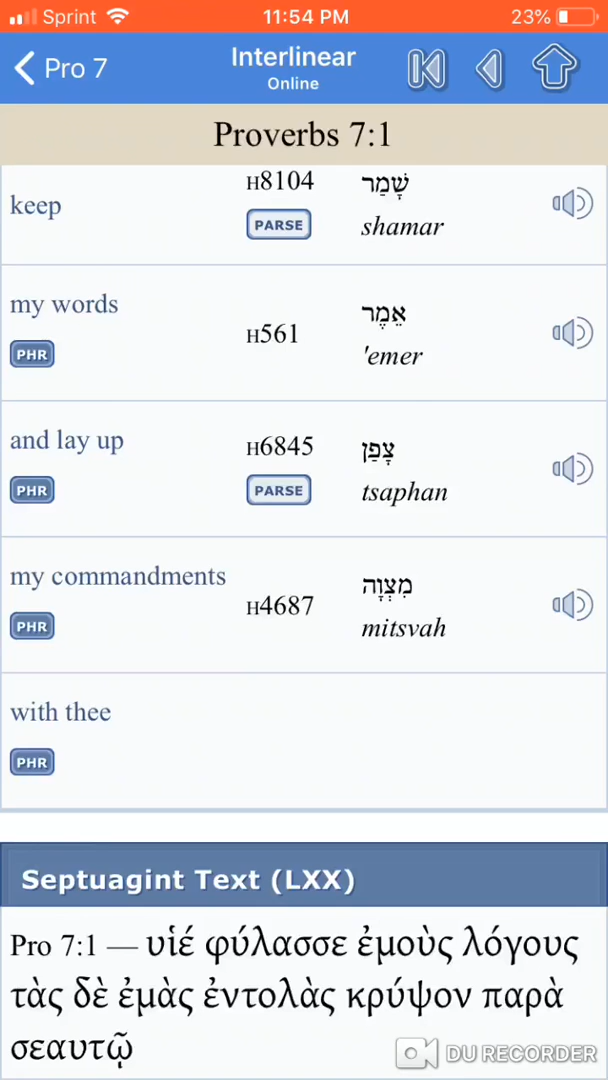 Sprint 11:54 PM 23%
Pro 7 Interlinear
Online
Proverbs 7:1
keep H8104 שָׁמַר
PARSE shamar
my words H561 אֵמֶר
PHR 'emer
and lay up H6845 צָפַן
PHR PARSE tsaphan
my commandments H4687 מִצְוָה
PHR mitsvah
with thee
PHR
Septuagint Text (LXX)
Pro 7:1 — υἱέ φύλασσε ἐμοὺς λόγους
τὰς δὲ ἐμὰς ἐντολὰς κρύψον παρὰ
σεαυτῷ
DU RECORDER